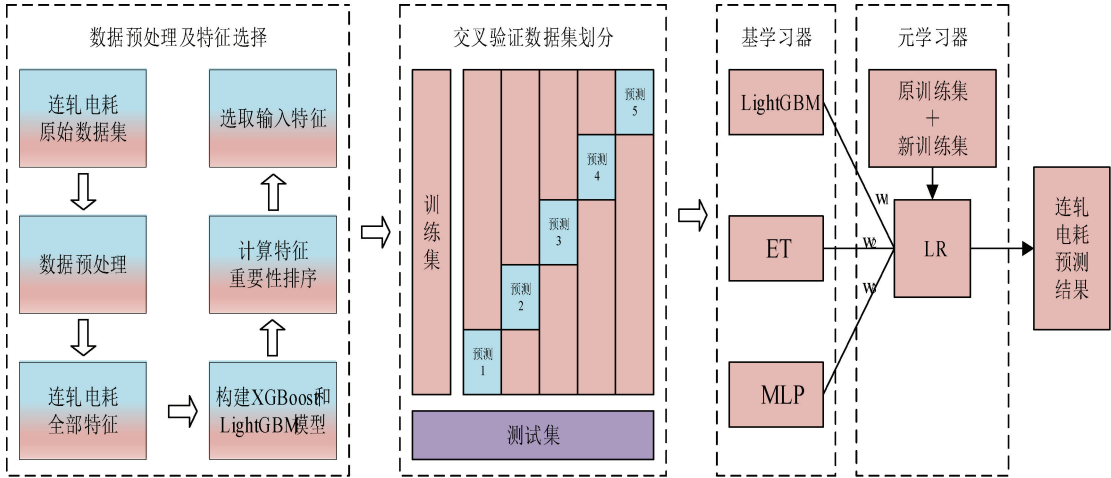 数据预处理及特征选择
连轧电耗
原始数据集
数据预处理
连轧电耗
全部特征
构建XGBoost和
LightGBM模型
计算特征
重要性排序
选取输入特征
交叉验证数据集划分
训
练
集
预测
1
预测
2
预测
3
预测
4
预测
5
测试集
基学习器
LightGBM
ET
MLP
元学习器
原训练集
+
新训练集
W1
W2
W3
LR
连轧
电耗
预测
结果